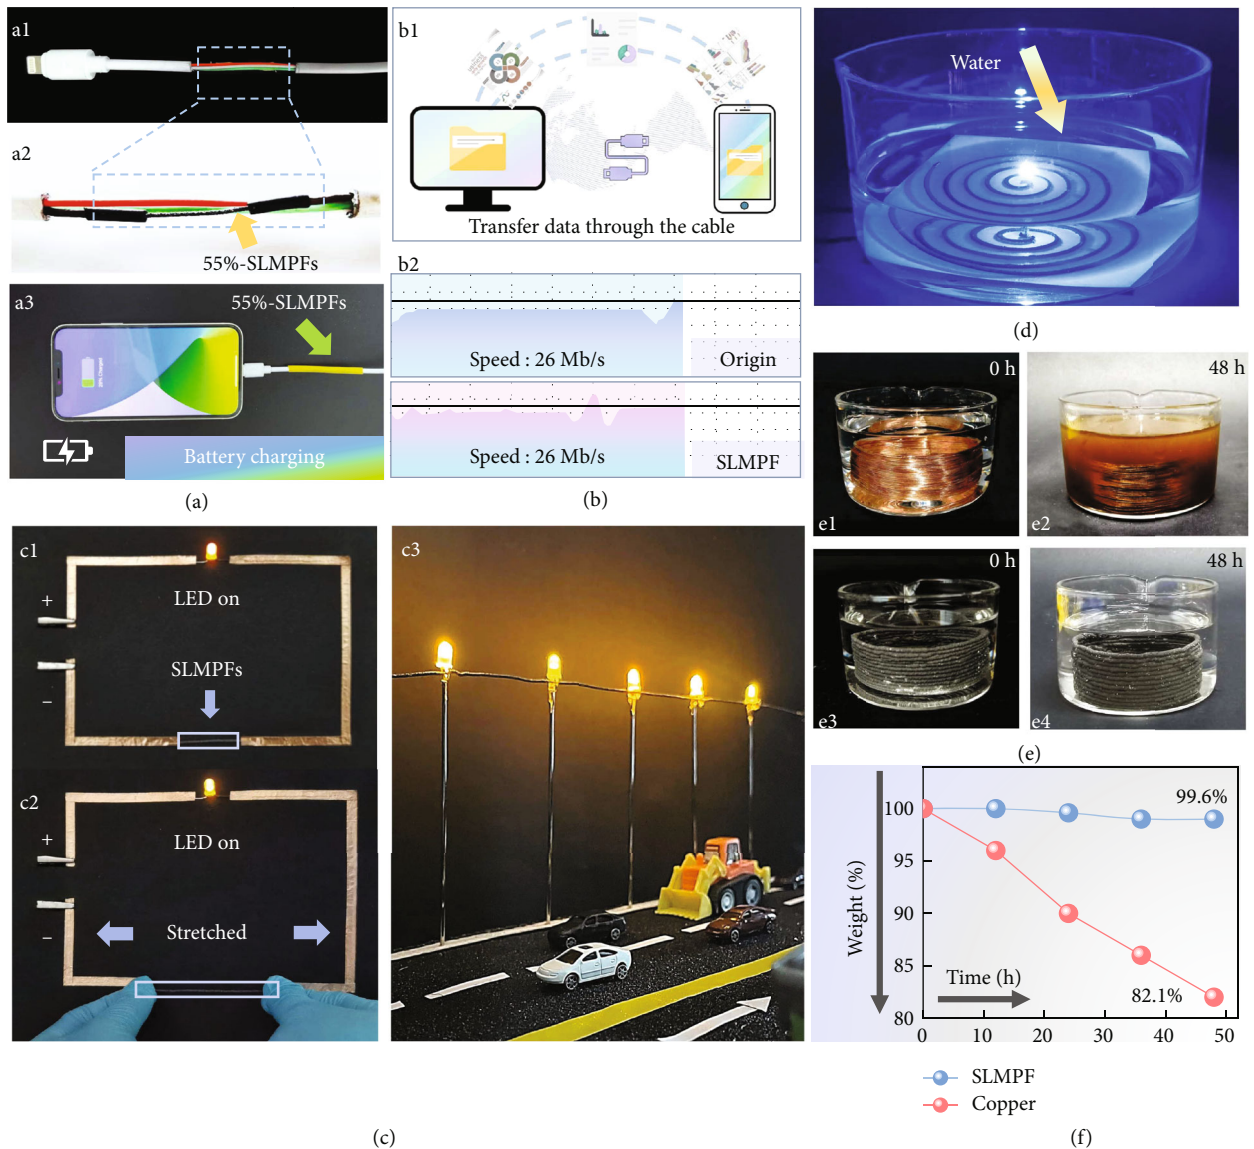 a1
a2
55%-SLMPFs
a3
55%-SLMPFs
Battery charging
(a)
b1
Transfer data through the cable
b2
Speed : 26 Mb/s
Origin
Speed : 26 Mb/s
SLMPF
(b)
c1
LED on
+
SLMPFs
−
c2
LED on
+
Stretched
−
c3
(c)
Water
(d)
0 h
48 h
e1
e2
0 h
48 h
e3
e4
(e)
100
99.6%
95
90
85
82.1%
80
Weight (%)
Time (h)
0
10
20
30
40
50
SLMPF
Copper
(f)